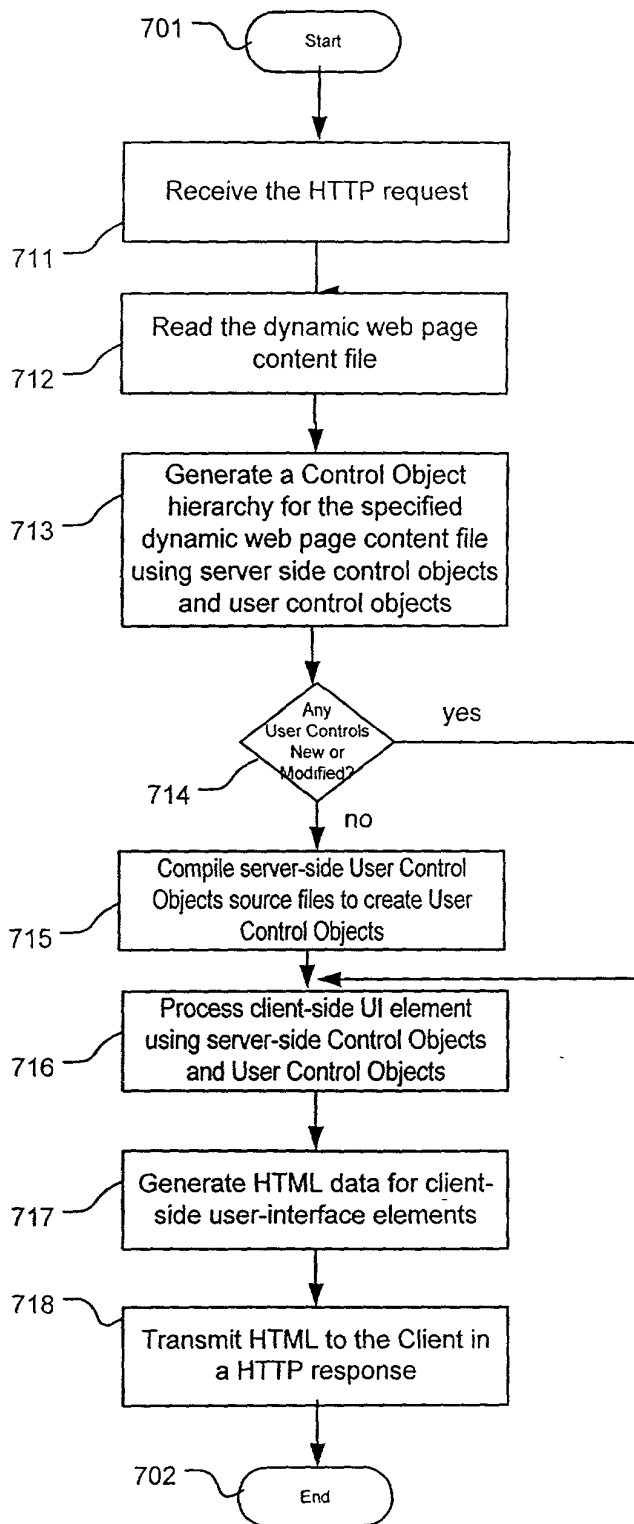 701
Start
Receive the HTTP request
711
Read the dynamic web page
content file
712
Generate a Control Object
hierarchy for the specified
dynamic web page content file
using server side control objects
and user control objects
713
Any
User Controls
New or
Modified?
yes
714
no
Compile server-side User Control
Objects source files to create User
Control Objects
715
Process client-side UI element
using server-side Control Objects
and User Control Objects
716
Generate HTML data for client-
side user-interface elements
717
718
Transmit HTML to the Client in
a HTTP response
702
End